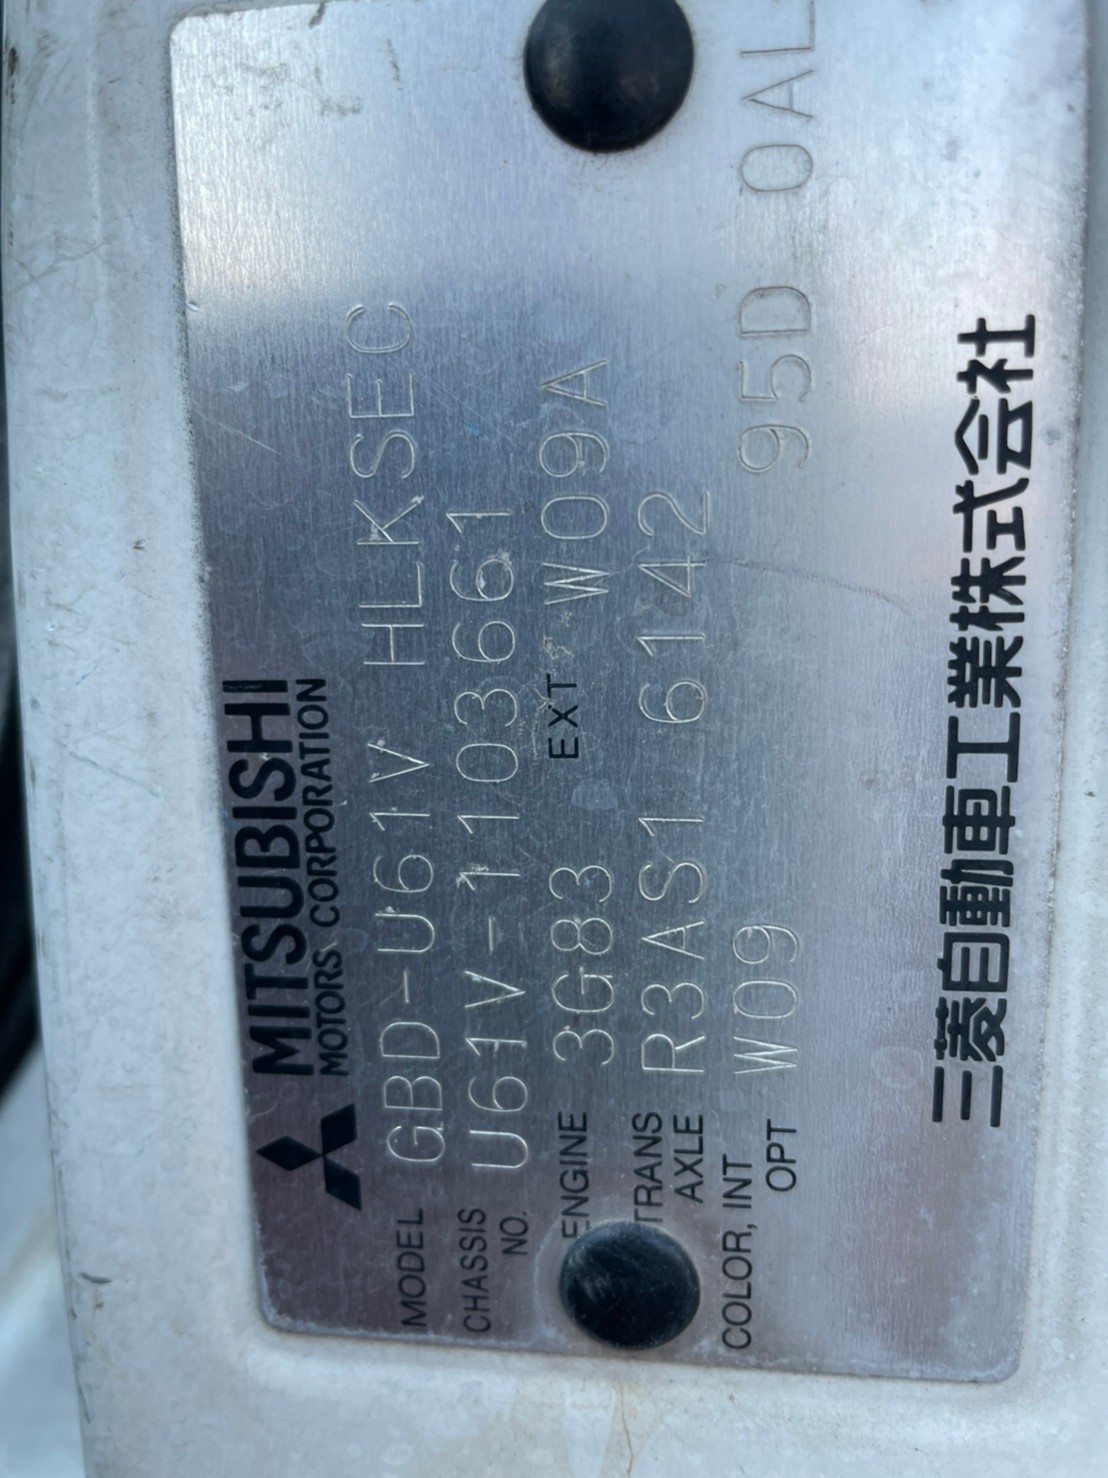 MITSUBISHI
MOTORS CORPORATION
MODEL GBD-U61V HLKSEC
CHASSIS NO. U61V-1103661
ENGINE 3G83 EXT W09A
TRANS AXLE R3AS1 6142
COLOR, INT OPT W09 95D 0AL
三菱自動車工業株式会社